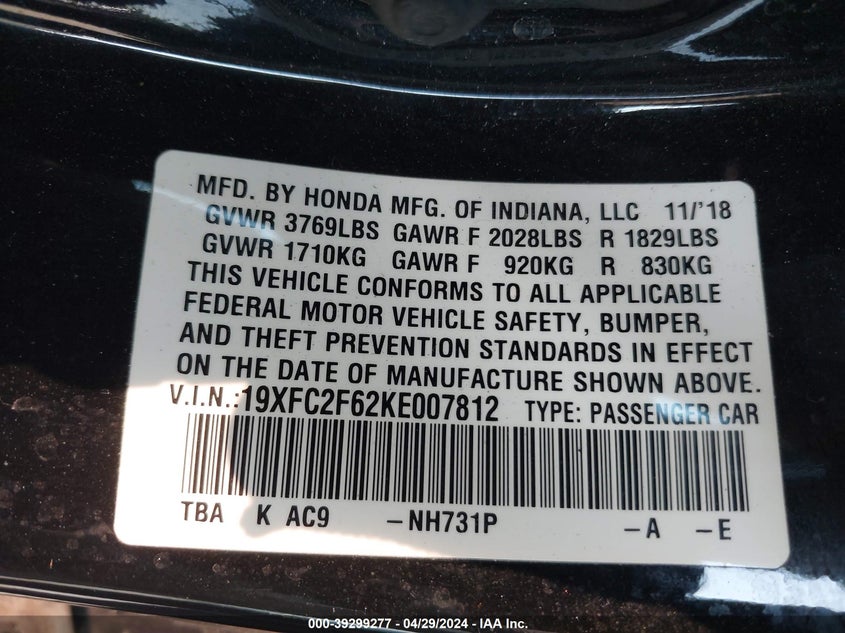 MFD. BY HONDA MFG. OF INDIANA, LLC 11/'18
GVWR 3769LBS GAWR F 2028LBS R 1829LBS
GVWR 1710KG GAWR F 920KG R 830KG
THIS VEHICLE CONFORMS TO ALL APPLICABLE
FEDERAL MOTOR VEHICLE SAFETY, BUMPER,
AND THEFT PREVENTION STANDARDS IN EFFECT
ON THE DATE OF MANUFACTURE SHOWN ABOVE.
V.I.N.:19XFC2F62KE007812 TYPE: PASSENGER CAR
TBA K AC9 -NH731P -A -E
000-39299277 - 04/29/2024 - IAA Inc.